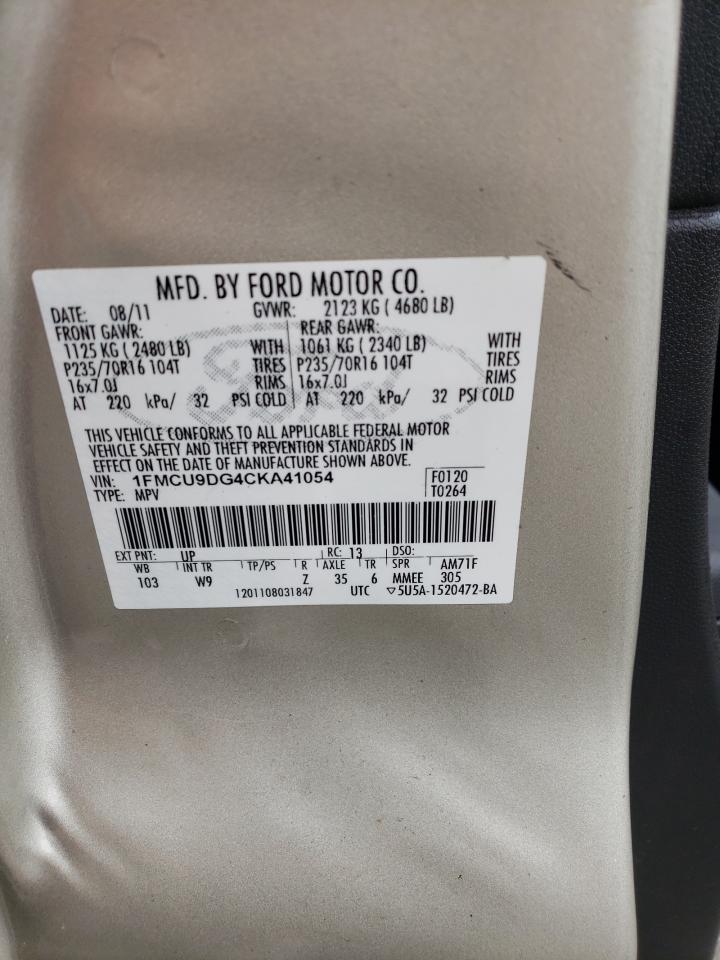 MFD. BY FORD MOTOR CO.
DATE: 08/11 GVWR: 2123 KG ( 4680 LB)
FRONT GAWR: REAR GAWR:
1125 KG ( 2480 LB) WITH 1061 KG ( 2340 LB) WITH
P235/70R16 104T TIRES P235/70R16 104T TIRES
16x7.0J RIMS 16x7.0J RIMS
AT 220 kPa/ 32 PSI COLD AT 220 kPa/ 32 PSI COLD
THIS VEHICLE CONFORMS TO ALL APPLICABLE FEDERAL MOTOR
VEHICLE SAFETY AND THEFT PREVENTION STANDARDS IN
EFFECT ON THE DATE OF MANUFACTURE SHOWN ABOVE.
VIN: 1FMCU9DG4CKA41054 F0120
TYPE: MPV T0264
EXT PNT: UP RC: 13 DSO:
WB INT TR TP/PS R AXLE TR SPR AM71F
103 W9 Z 35 6 MMEE 305
1201108031847 UTC ▽5U5A-1520472-BA
Ford